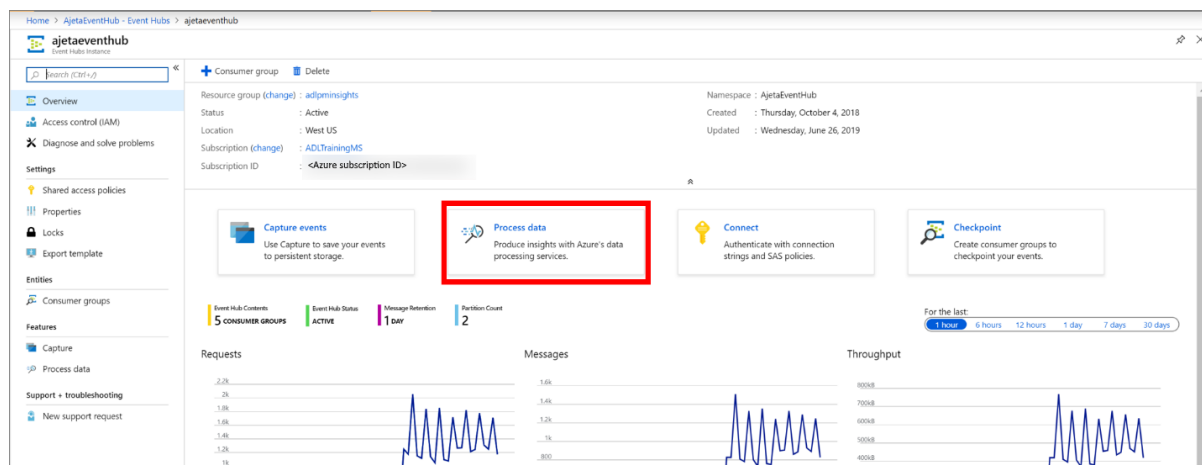 Home > AjetaEventHub - Event Hubs > ajetaeventhub
ajetaeventhub
Event Hubs Instance
Search (Ctrl+/)
«
Overview
Access control (IAM)
Diagnose and solve problems
Settings
Shared access policies
Properties
Locks
Export template
Entities
Consumer groups
Features
Capture
Process data
Support + troubleshooting
New support request
Consumer group Delete
Resource group (change) : adlpminsights
Status : Active
Location : West US
Subscription (change) : ADLTrainingMS
Subscription ID : <Azure subscription ID>
Namespace : AjetaEventHub
Created : Thursday, October 4, 2018
Updated : Wednesday, June 26, 2019
Capture events
Use Capture to save your events
to persistent storage.
Process data
Produce insights with Azure's data
processing services.
Connect
Authenticate with connection
strings and SAS policies.
Checkpoint
Create consumer groups to
checkpoint your events.
Event Hub Contents
5 CONSUMER GROUPS
Event Hub Status
ACTIVE
Message Retention
1 DAY
Partition Count
2
For the last:
1 hour 6 hours 12 hours 1 day 7 days 30 days
Requests
2.2k
2k
1.8k
1.6k
1.4k
1.2k
1k
Messages
1.6k
1.4k
1.2k
1k
800
Throughput
800kB
700kB
600kB
500kB
400kB